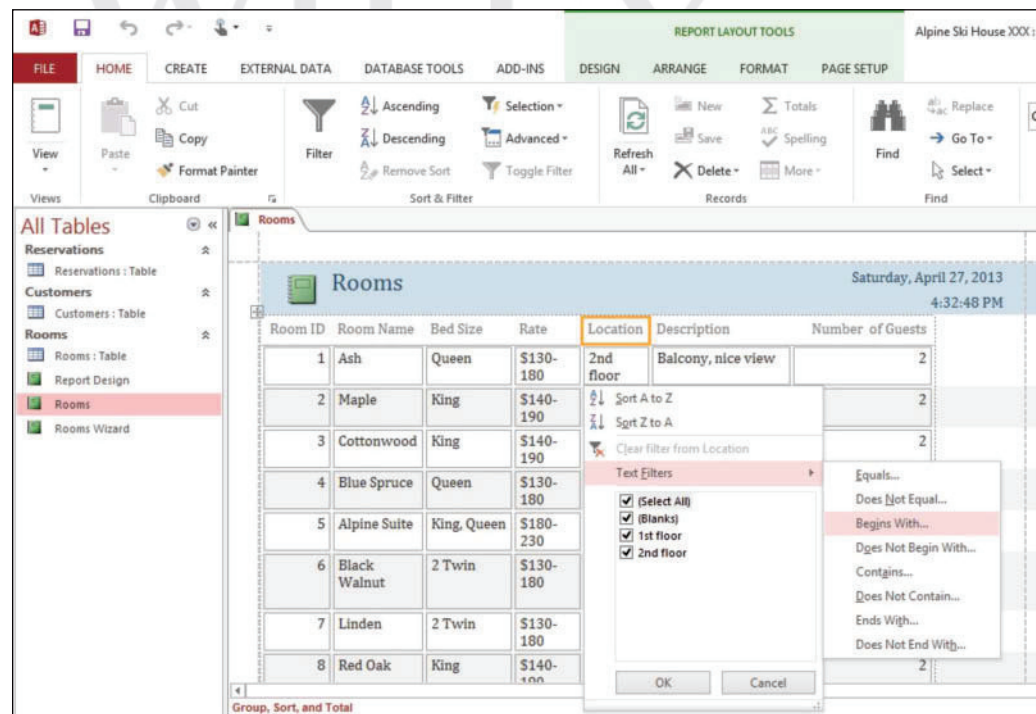 REPORT LAYOUT TOOLS
Alpine Ski House XXX :
FILE HOME CREATE EXTERNAL DATA DATABASE TOOLS ADD-INS DESIGN ARRANGE FORMAT PAGE SETUP
View
Paste
Cut
Copy
Format Painter
Filter
Ascending
Descending
Remove Sort
Selection
Advanced
Toggle Filter
Refresh
All
New
Save
Delete
Totals
Spelling
More
Find
Replace
Go To
Select
Views Clipboard Sort & Filter Records Find
All Tables
Reservations
Reservations : Table
Customers
Customers : Table
Rooms
Rooms : Table
Report Design
Rooms
Rooms Wizard
Rooms
Rooms
Saturday, April 27, 2013
4:32:48 PM
Room ID Room Name Bed Size Rate Location Description Number of Guests
1 Ash Queen $130- 2nd Balcony, nice view 2
180 floor
2 Maple King $140- 2
190
3 Cottonwood King $140- 2
190
4 Blue Spruce Queen $130-
180
5 Alpine Suite King, Queen $180-
230
6 Black 2 Twin $130-
Walnut 180
7 Linden 2 Twin $130-
180
8 Red Oak King $140- 2
190
Sort A to Z
Sort Z to A
Clear filter from Location
Text Filters
(Select All)
(Blanks)
1st floor
2nd floor
OK Cancel
Equals...
Does Not Equal...
Begins With...
Does Not Begin With...
Contains...
Does Not Contain...
Ends With...
Does Not End With...
Group, Sort, and Total